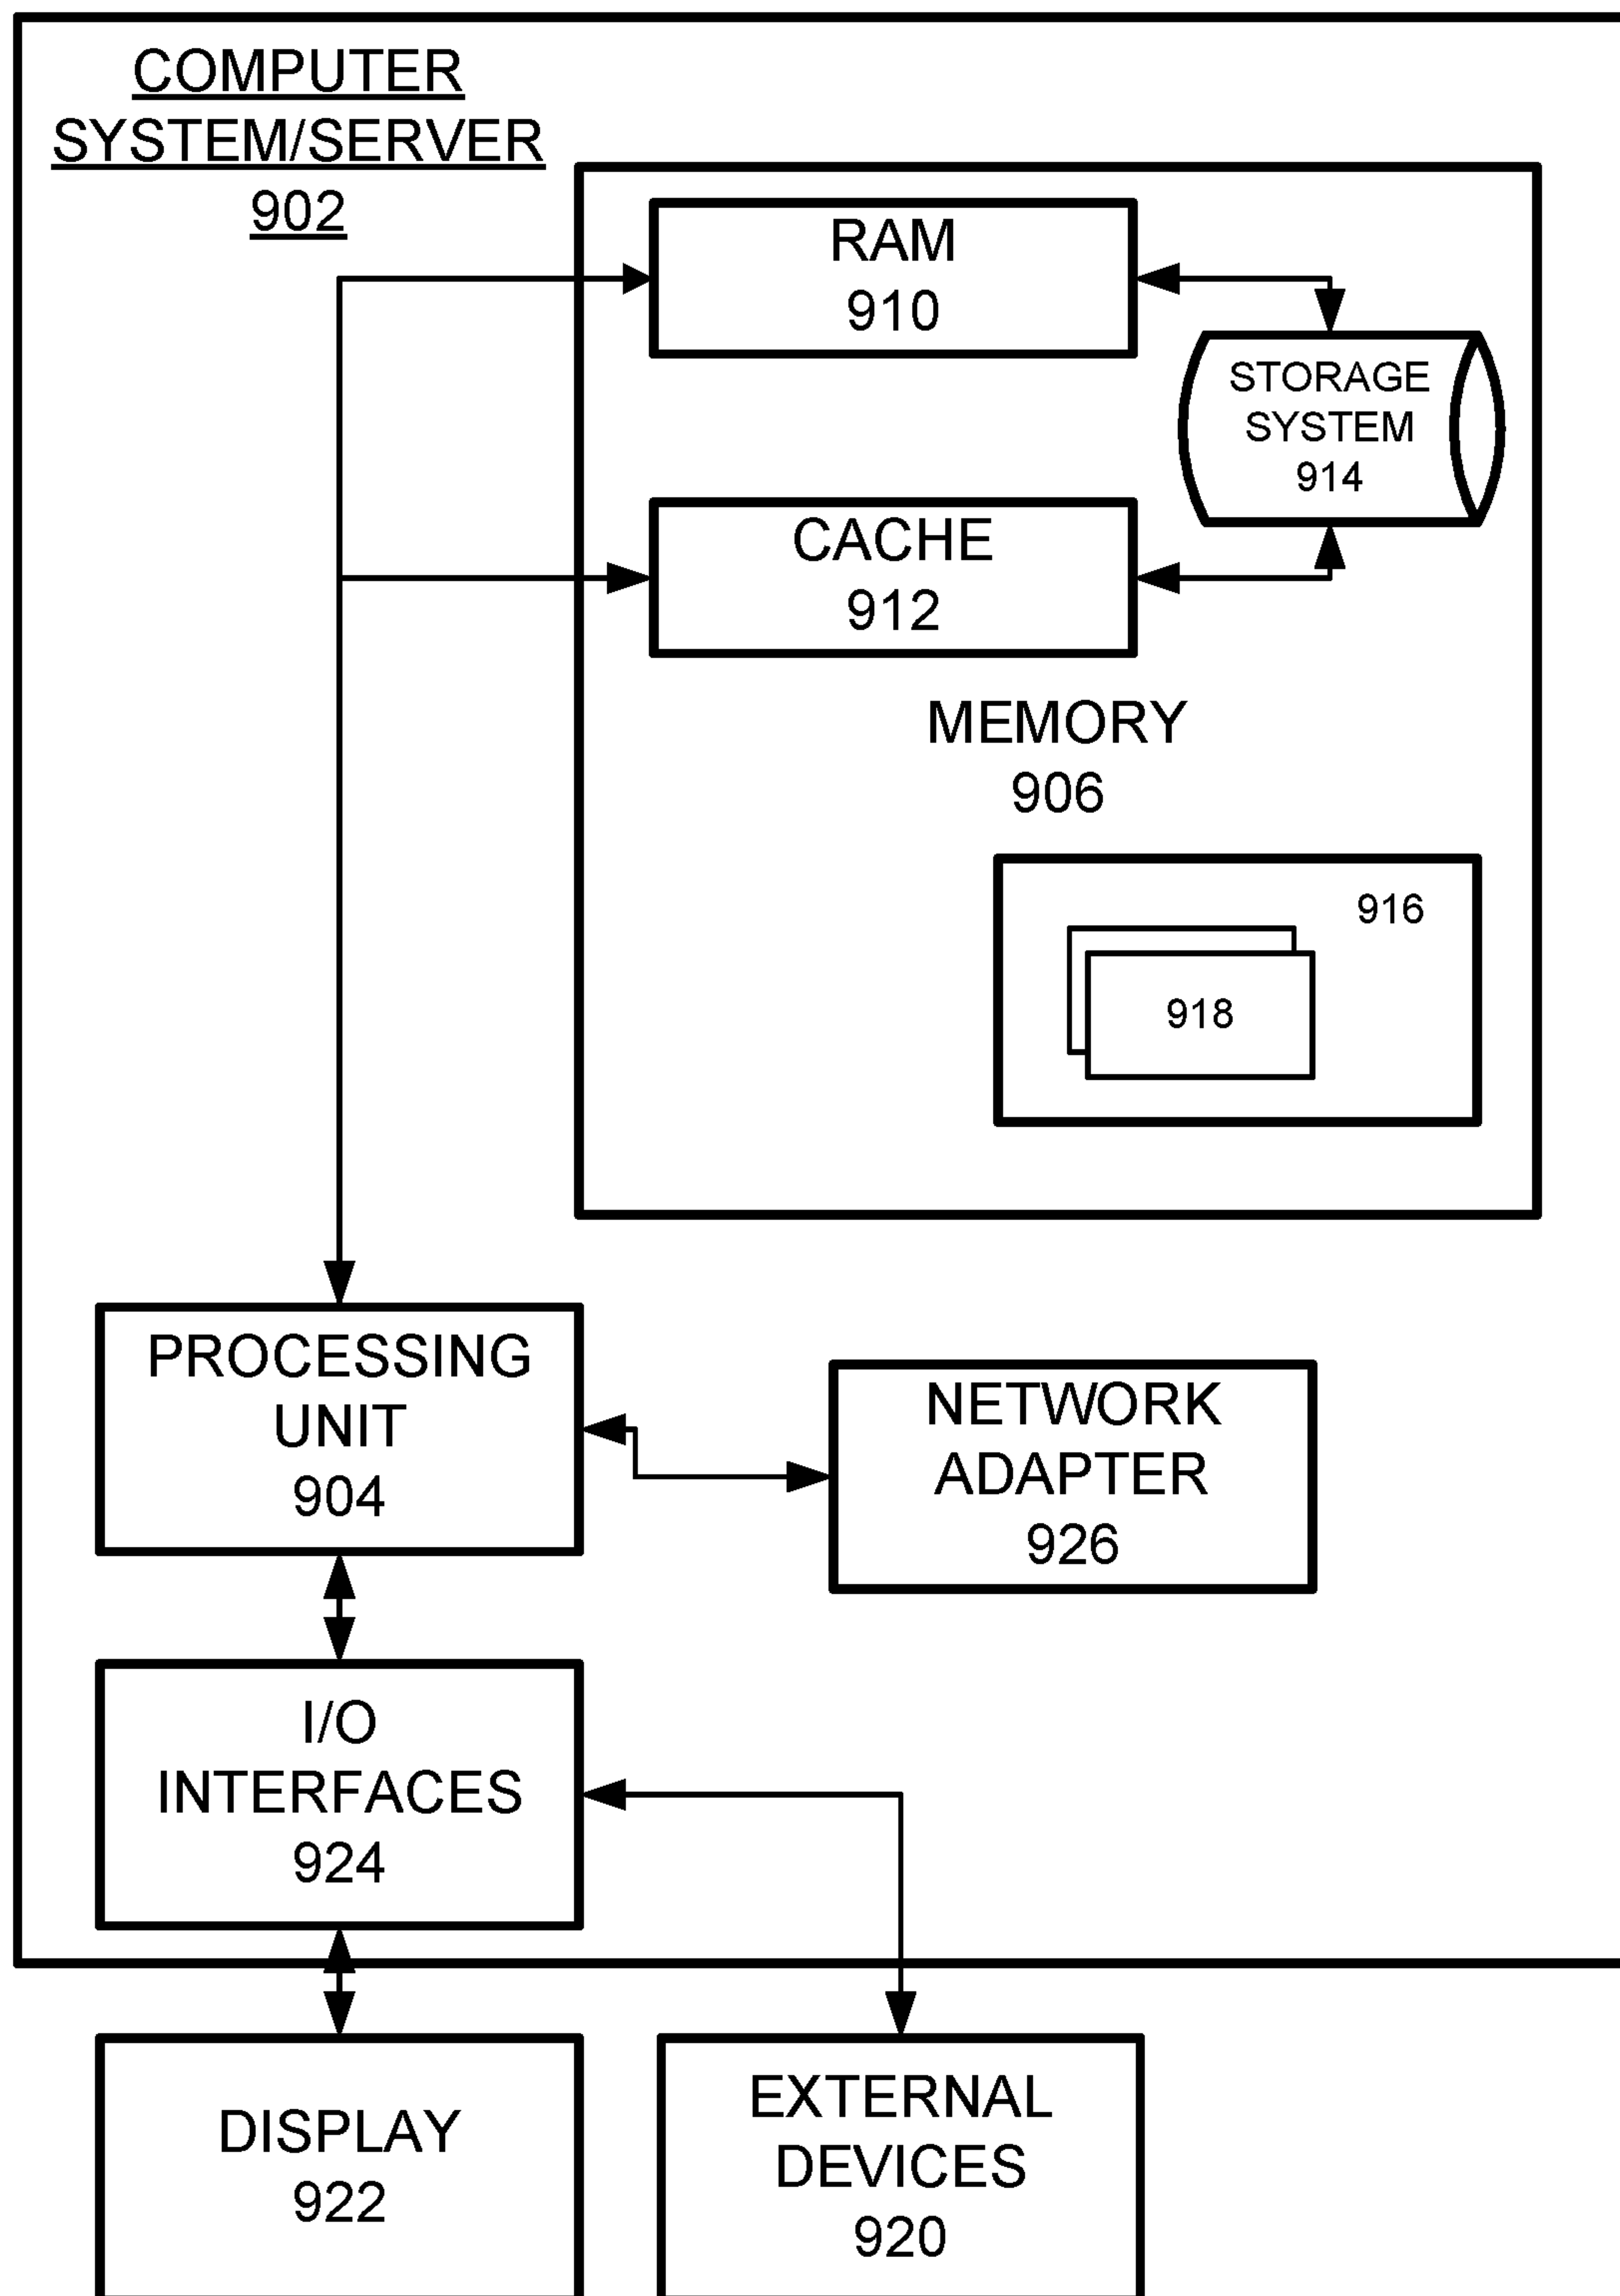 COMPUTER
SYSTEM/SERVER
902
RAM
910
STORAGE
SYSTEM
914
CACHE
912
MEMORY
906
916
918
PROCESSING
UNIT
904
NETWORK
ADAPTER
926
I/O
INTERFACES
924
DISPLAY
922
EXTERNAL
DEVICES
920